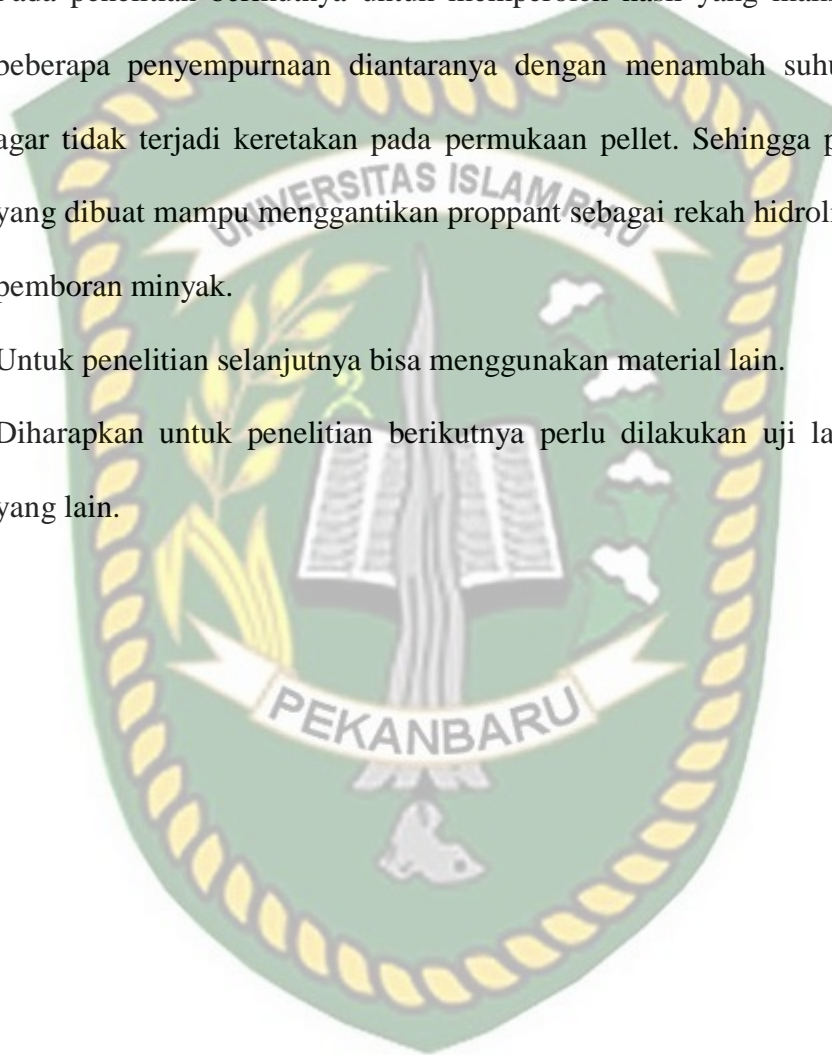 beberapa penyempurnaan diantaranya dengan menambah suhu
agar tidak terjadi keretakan pada permukaan pellet. Sehingga p
yang dibuat mampu menggantikan proppant sebagai rekah hidroli
pemboran minyak.
Untuk penelitian selanjutnya bisa menggunakan material lain.
Diharapkan untuk penelitian berikutnya perlu dilakukan uji la
yang lain.
UNIVERSITAS ISLAM RIAU
PEKANBARU